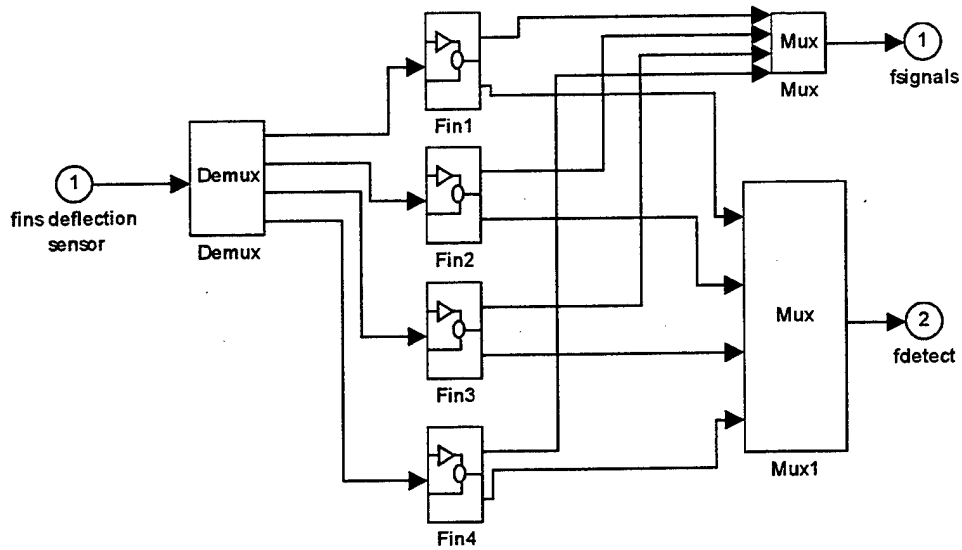 1
fins deflection
sensor
Demux
Demux
Fin1
Fin2
Fin3
Fin4
Mux
Mux
1
fsignals
Mux
Mux1
2
fdetect